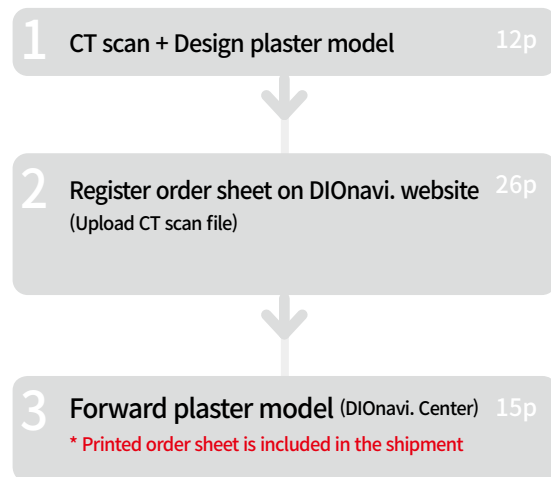 1 CT scan + Design plaster model 12p
2 Register order sheet on DIOnavi. website 26p
(Upload CT scan file)
3 Forward plaster model (DIOnavi. Center) 15p
* Printed order sheet is included in the shipment